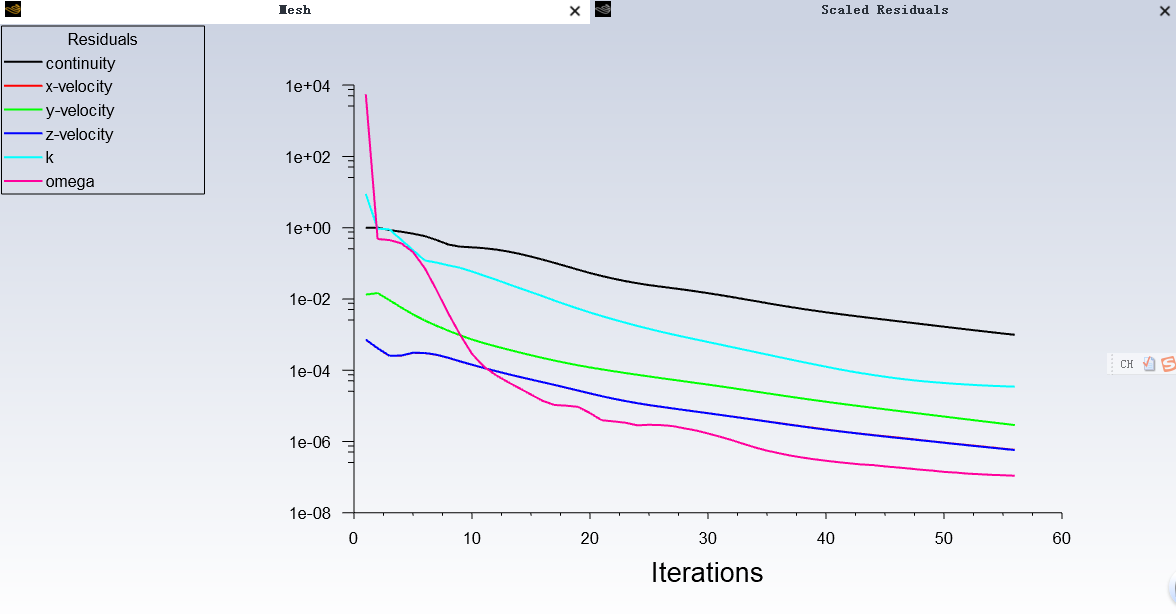 Mesh
Scaled Residuals
Residuals
continuity
x-velocity
y-velocity
z-velocity
k
omega
1e+04
1e+02
1e+00
1e-02
1e-04
1e-06
1e-08
0 10 20 30 40 50 60
Iterations
CH